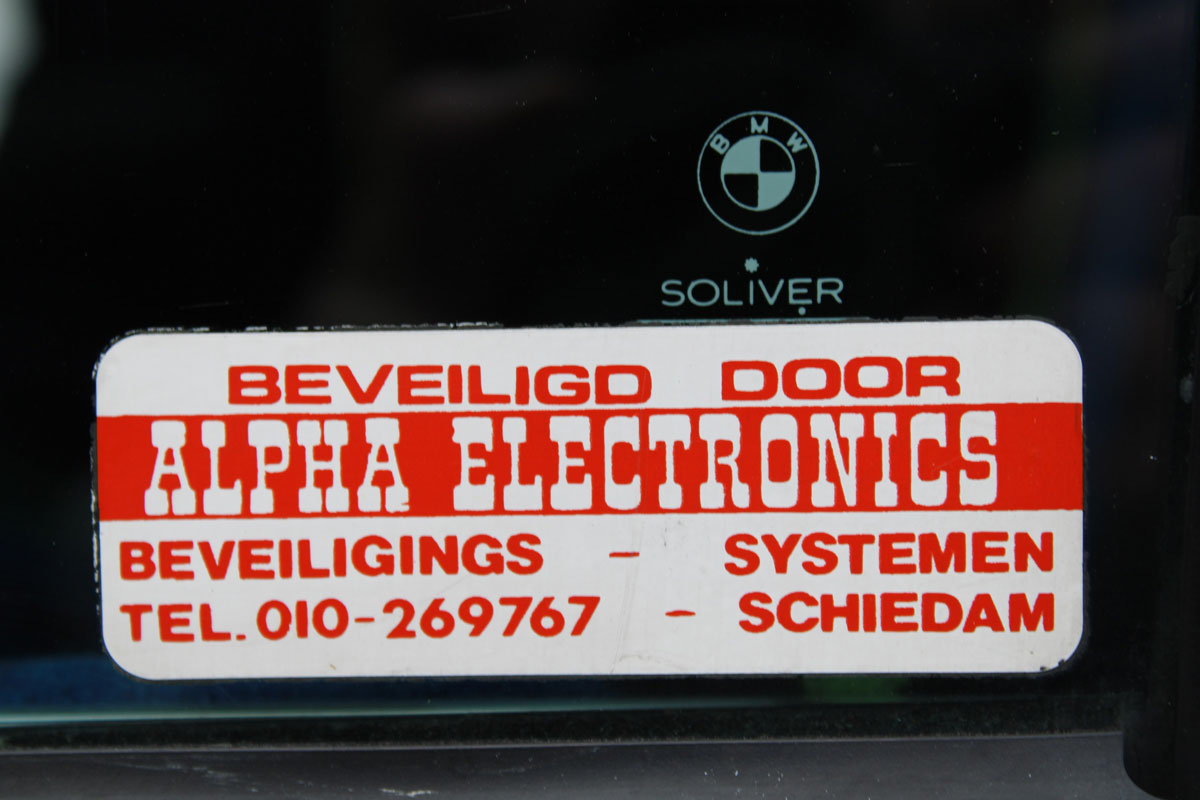 BMW
SOLIVER
BEVEILIGD DOOR
ALPHA ELECTRONICS
BEVEILIGINGS - SYSTEMEN
TEL. 010-269767 - SCHIEDAM